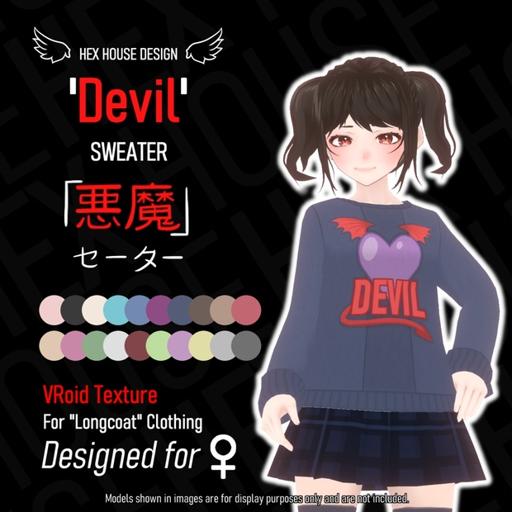 HEX HOUSE DESIGN
'Devil'
SWEATER
「悪魔」
セーター
DEVIL
VRoid Texture
For "Longcoat" Clothing
Designed for ♀
Models shown in images are for display purposes only and are not included.